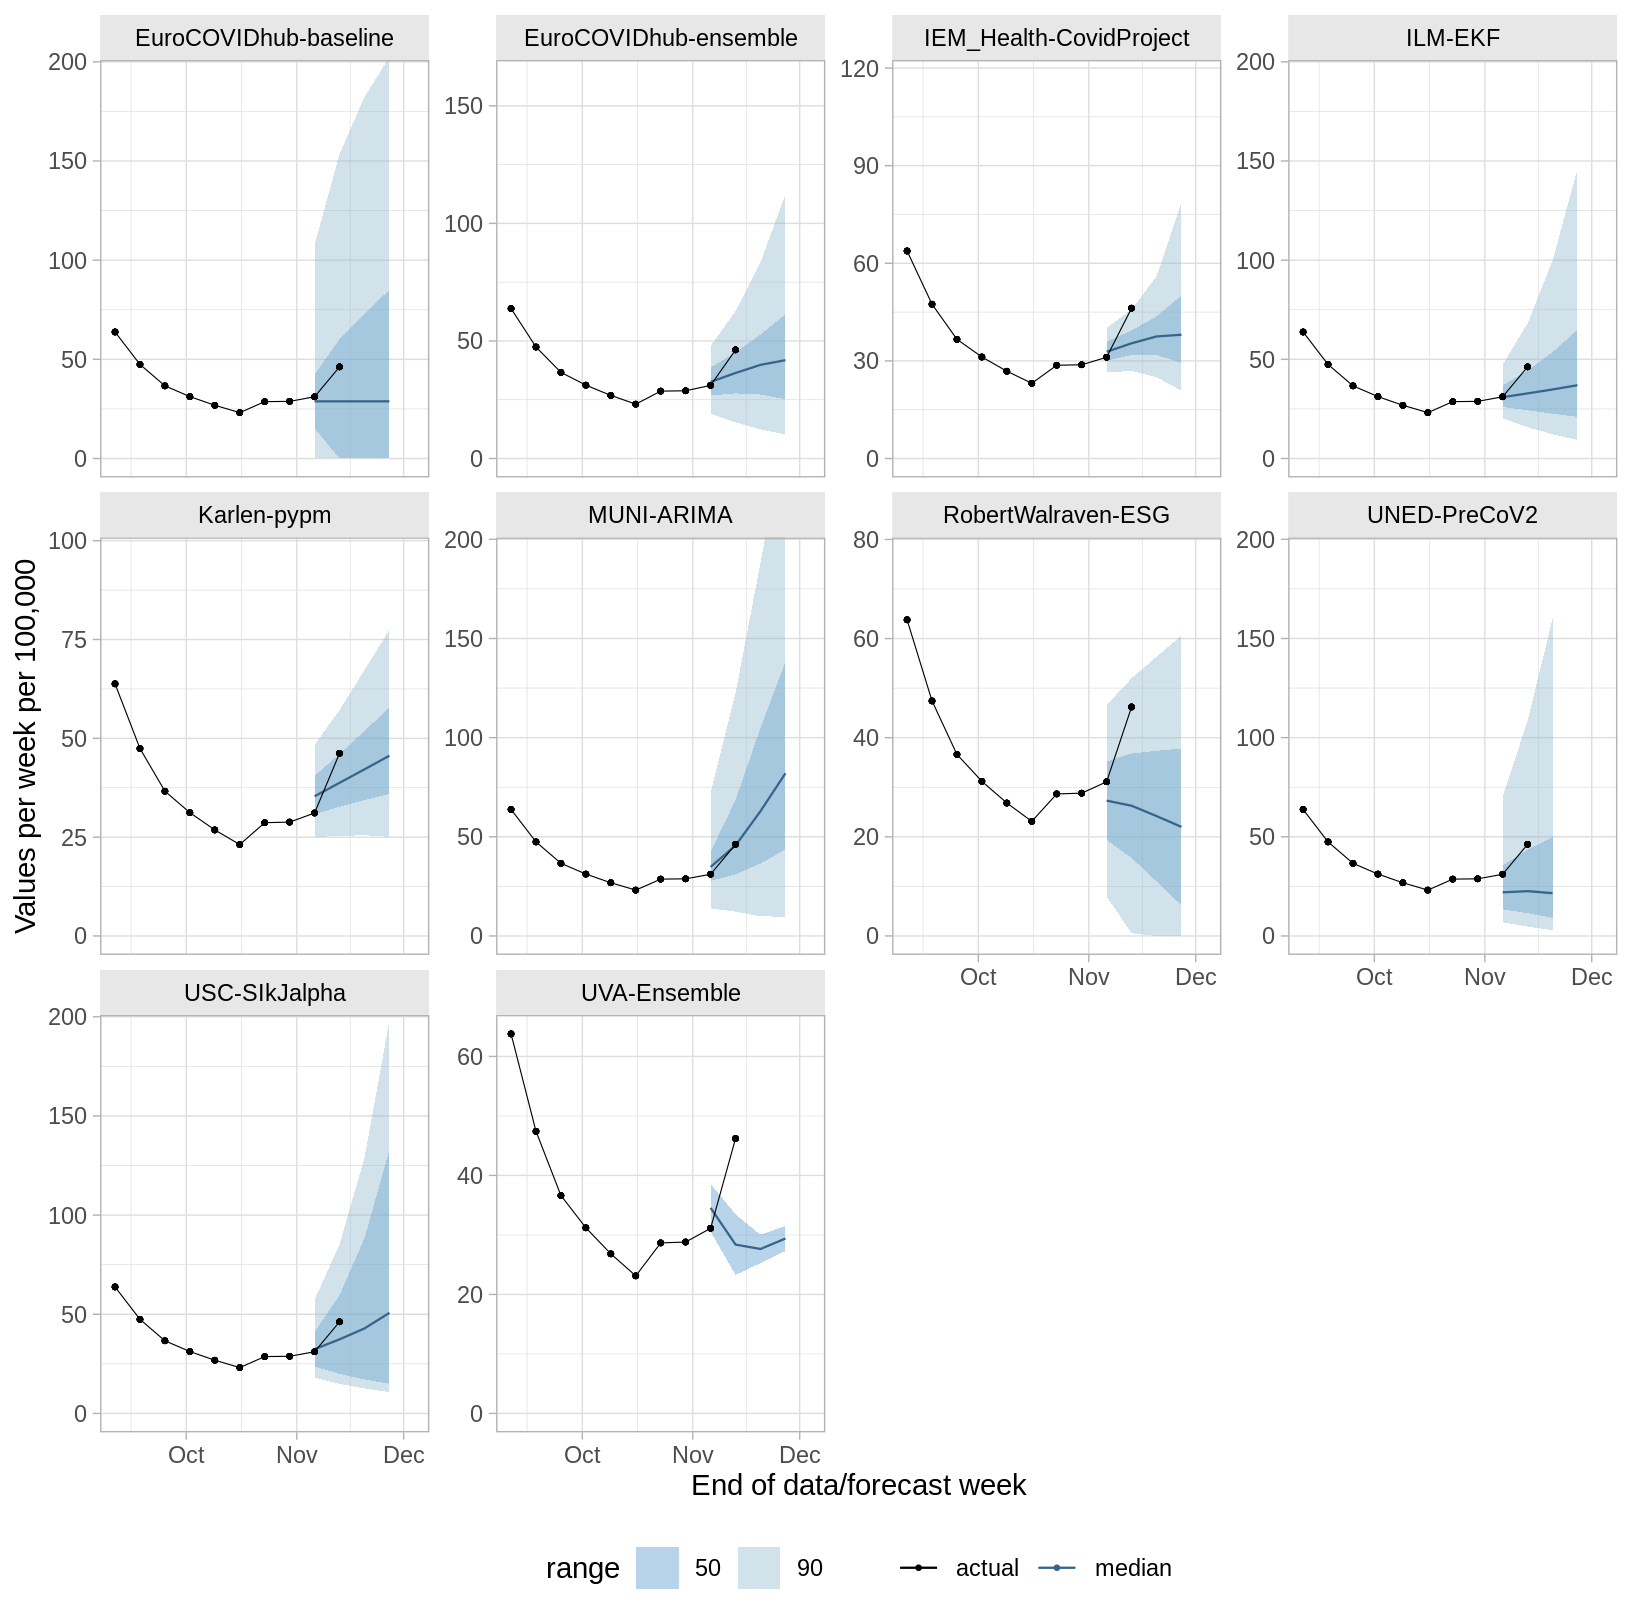 EuroCOVIDhub-baseline EuroCOVIDhub-ensemble IEM_Health-CovidProject ILM-EKF
200 150 100 50 0
150 100 50 0
120 90 60 30 0
200 150 100 50 0
Karlen-pypm MUNI-ARIMA RobertWalraven-ESG UNED-PreCoV2
100 75 50 25 0
200 150 100 50 0
80 60 40 20 0
200 150 100 50 0
Oct Nov Dec Oct Nov Dec
Values per week per 100,000
USC-SIkJalpha UVA-Ensemble
200 150 100 50 0
60 40 20 0
Oct Nov Dec Oct Nov Dec
End of data/forecast week
range 50 90 actual median